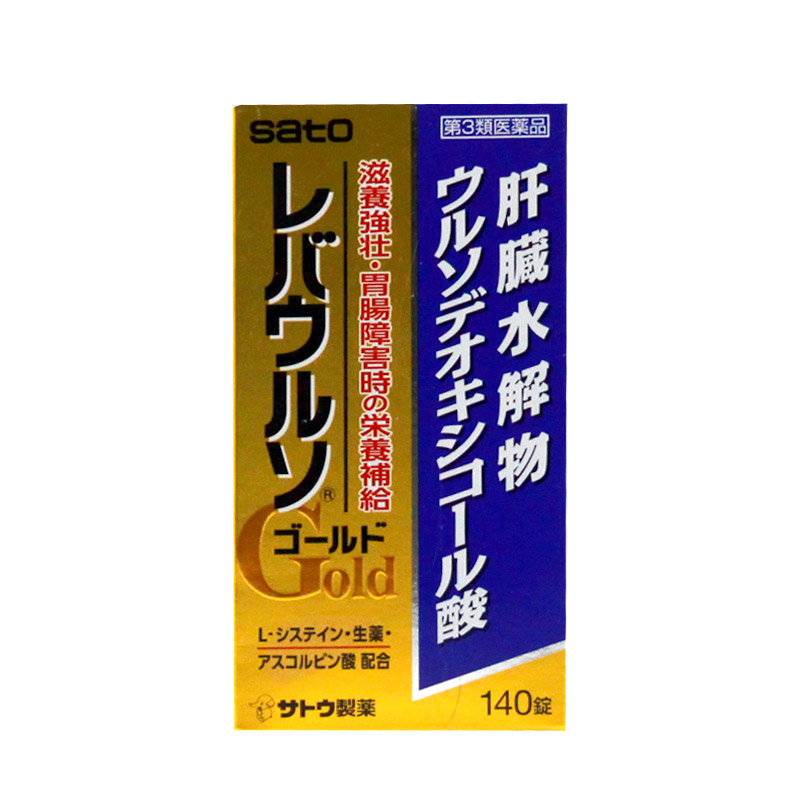 sato
第3類医薬品
肝臓水解物
ウルソデオキシコール酸
滋養強壮・胃腸障害時の栄養補給
レバウルソ®
ゴールド
Gold
L-システイン・生薬・
アスコルビン酸 配合
サトウ製薬
140錠